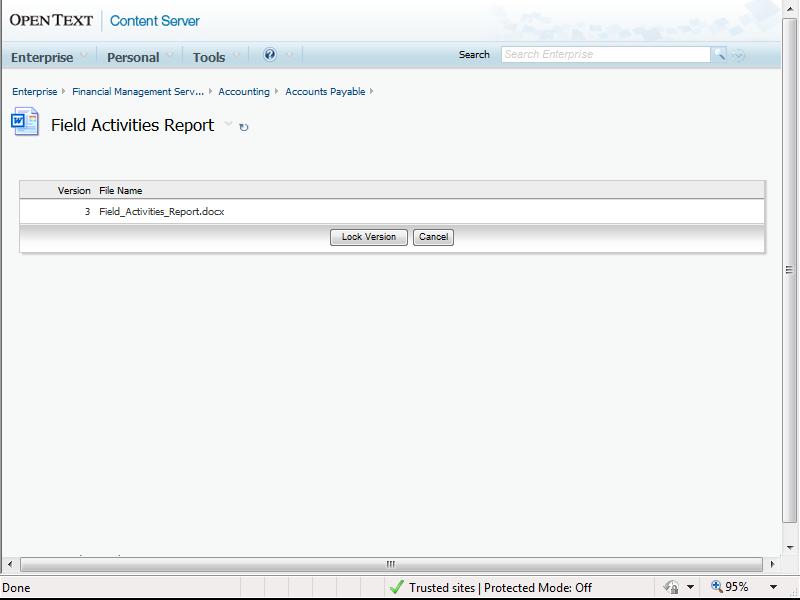 OPEN TEXT | Content Server
Enterprise Personal Tools Search Search Enterprise
Enterprise Financial Management Serv... Accounting Accounts Payable
Field Activities Report
Version File Name
3 Field_Activities_Report.docx
Lock Version Cancel
Done Trusted sites | Protected Mode: Off 95%